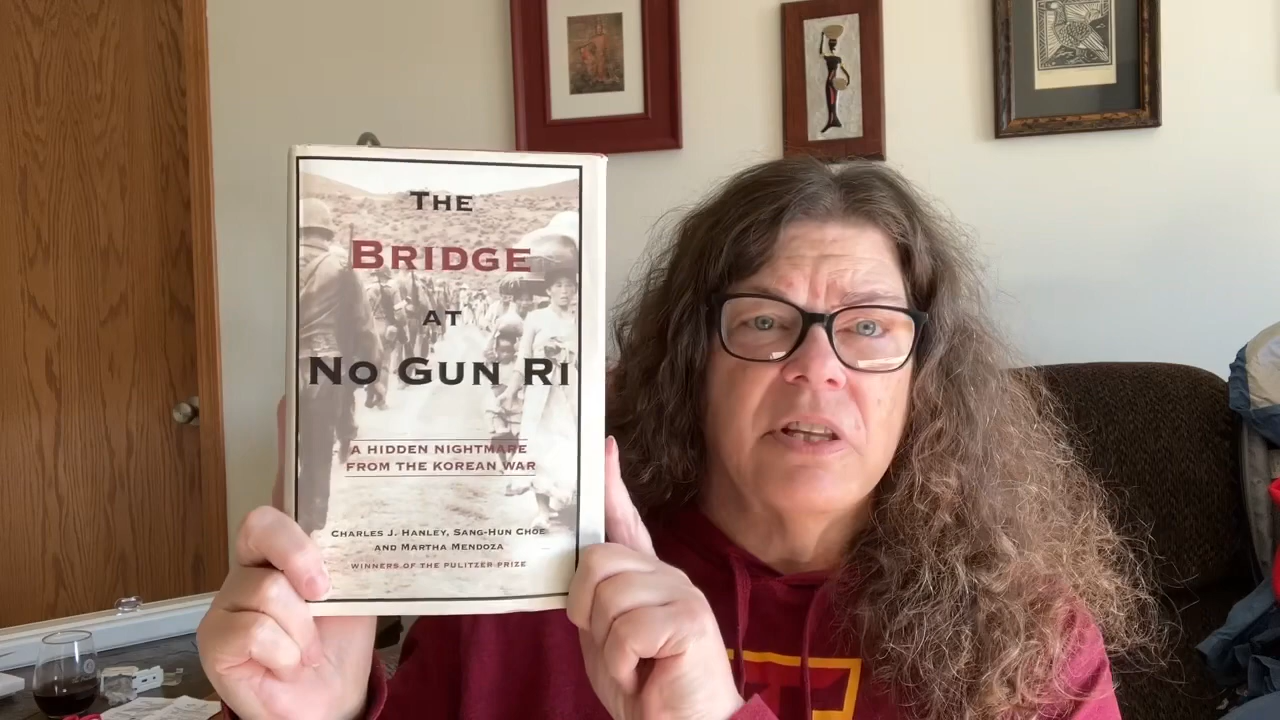 THE
BRIDGE
AT
NO GUN RI
A HIDDEN NIGHTMARE
FROM THE KOREAN WAR
CHARLES J. HANLEY, SANG-HUN CHOE
AND MARTHA MENDOZA
WINNERS OF THE PULITZER PRIZE